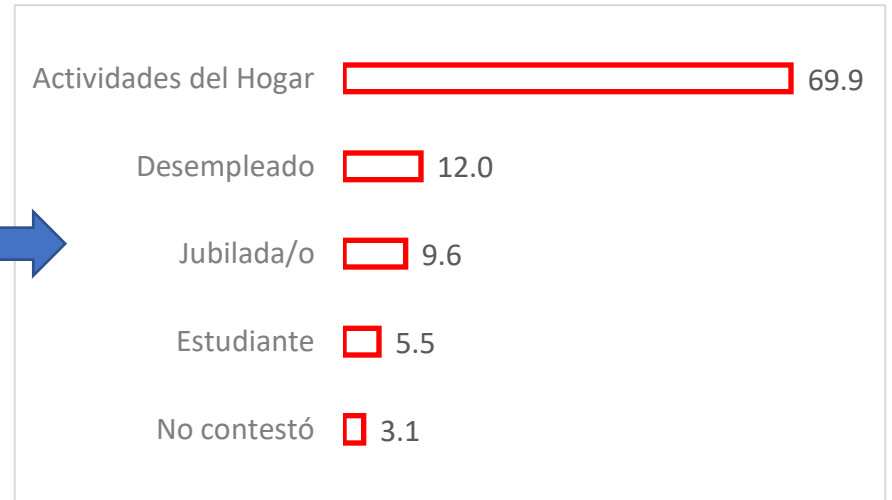 Actividades del Hogar 69.9
Desempleado 12.0
Jubilada/o 9.6
Estudiante 5.5
No contestó 3.1